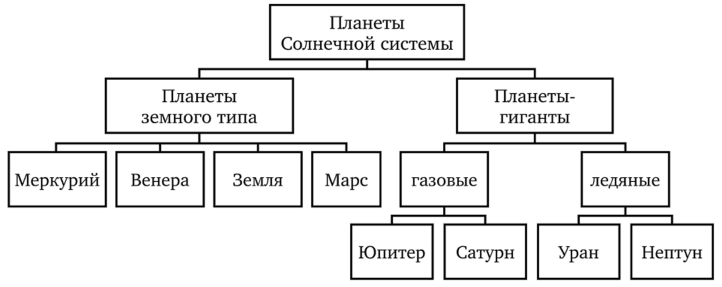 Планеты
Солнечной системы
Планеты
земного типа
Планеты-
гиганты
Меркурий
Венера
Земля
Марс
газовые
ледяные
Юпитер
Сатурн
Уран
Нептун